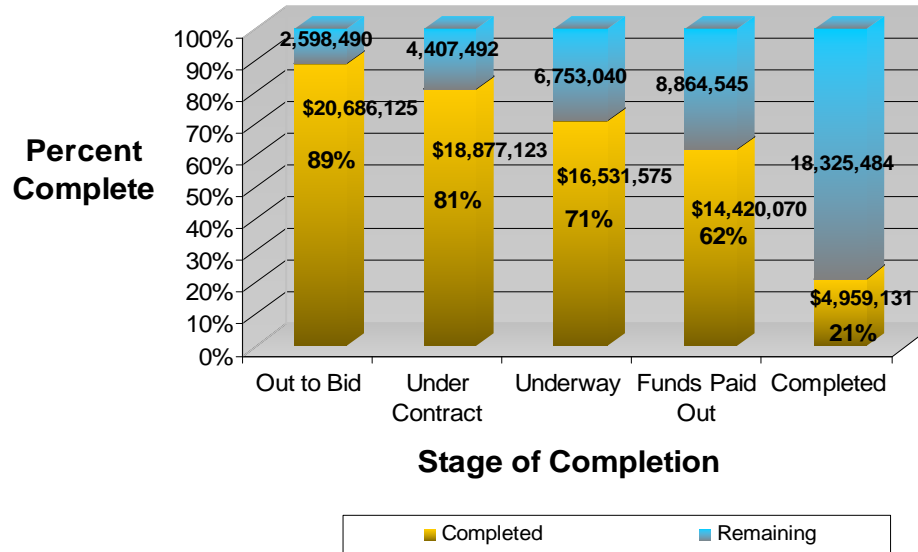 100%
90%
80%
70%
60%
50%
40%
30%
20%
10%
0%
Percent
Complete
2,598,490
4,407,492
6,753,040
8,864,545
18,325,484
$20,686,125
$18,877,123
$16,531,575
$14,420,070
$4,959,131
89%
81%
71%
62%
21%
Out to Bid
Under
Contract
Underway
Funds Paid
Out
Completed
Stage of Completion
Completed
Remaining